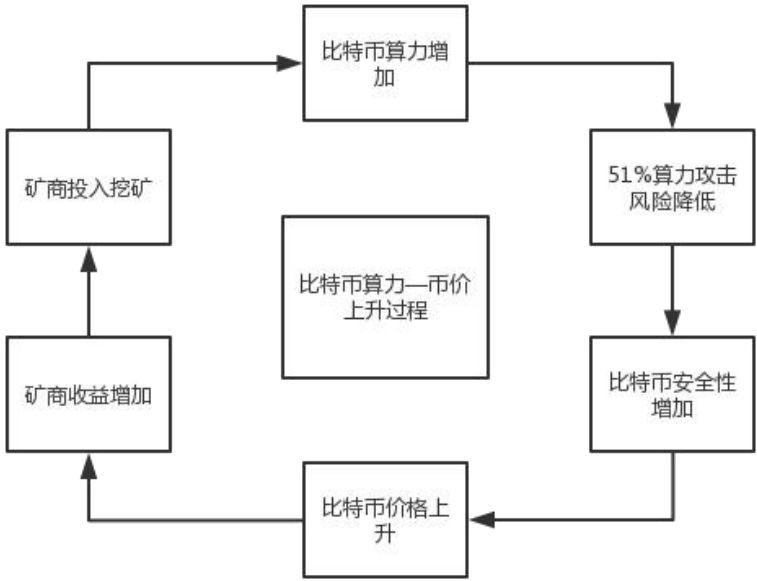 比特币算力增
加
矿商投入挖矿
51%算力攻击
风险降低
比特币算力—币价
上升过程
矿商收益增加
比特币安全性
增加
比特币价格上
升